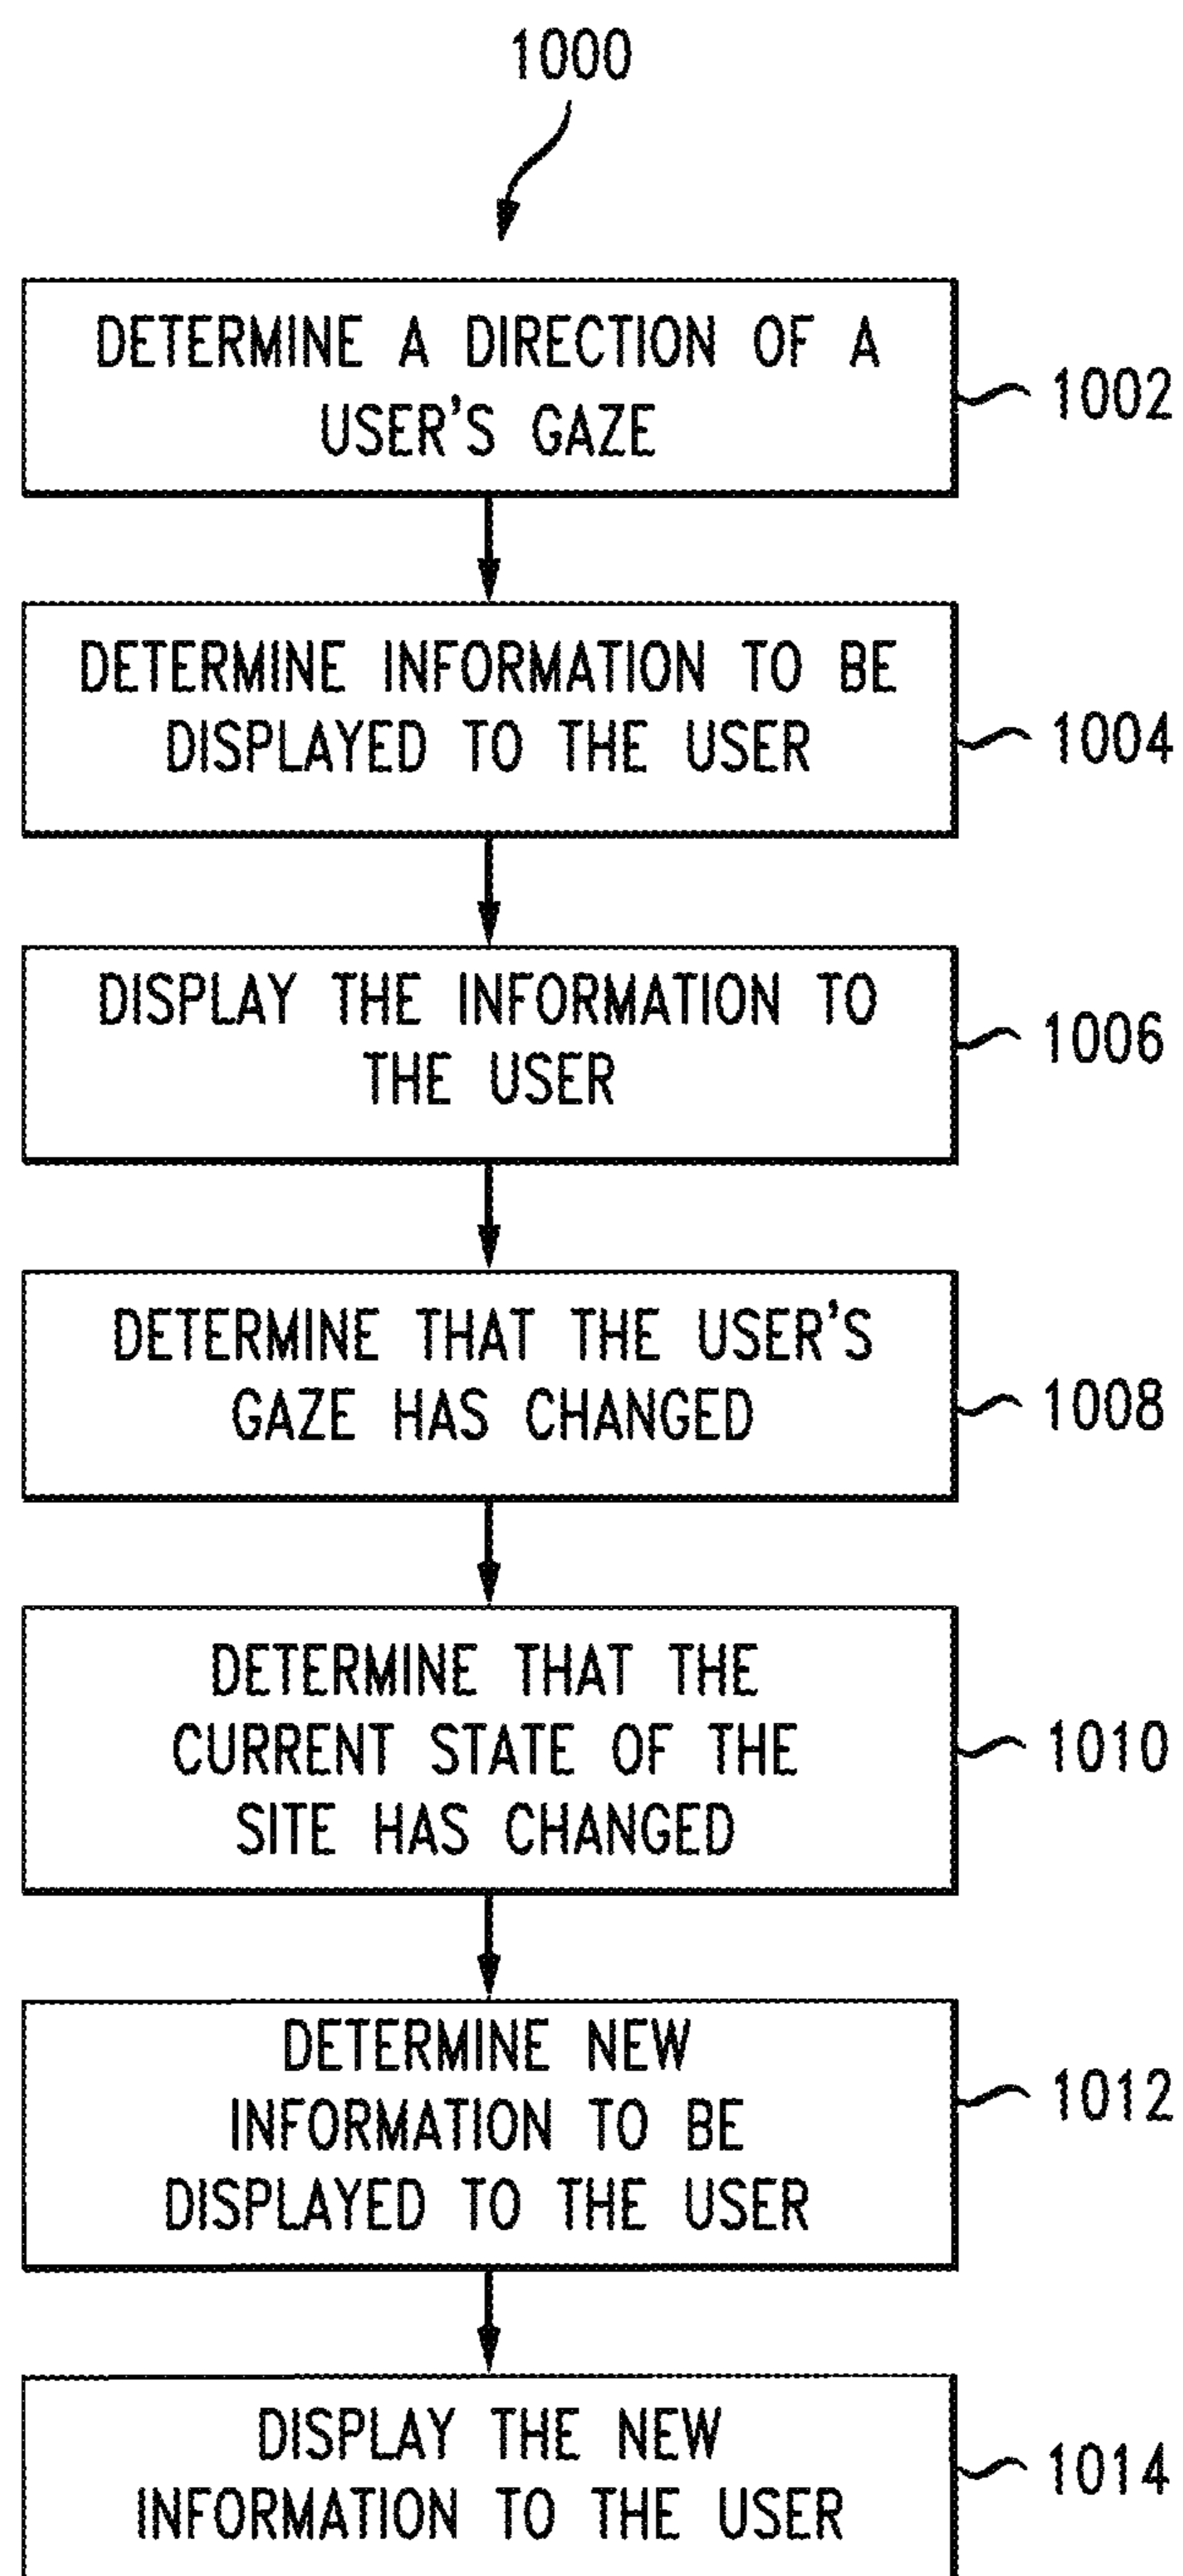 1000
DETERMINE A DIRECTION OF A
USER'S GAZE
1002
DETERMINE INFORMATION TO BE
DISPLAYED TO THE USER
1004
DISPLAY THE INFORMATION TO
THE USER
1006
DETERMINE THAT THE USER'S
GAZE HAS CHANGED
1008
DETERMINE THAT THE
CURRENT STATE OF THE
SITE HAS CHANGED
1010
DETERMINE NEW
INFORMATION TO BE
DISPLAYED TO THE USER
1012
DISPLAY THE NEW
INFORMATION TO THE USER
1014